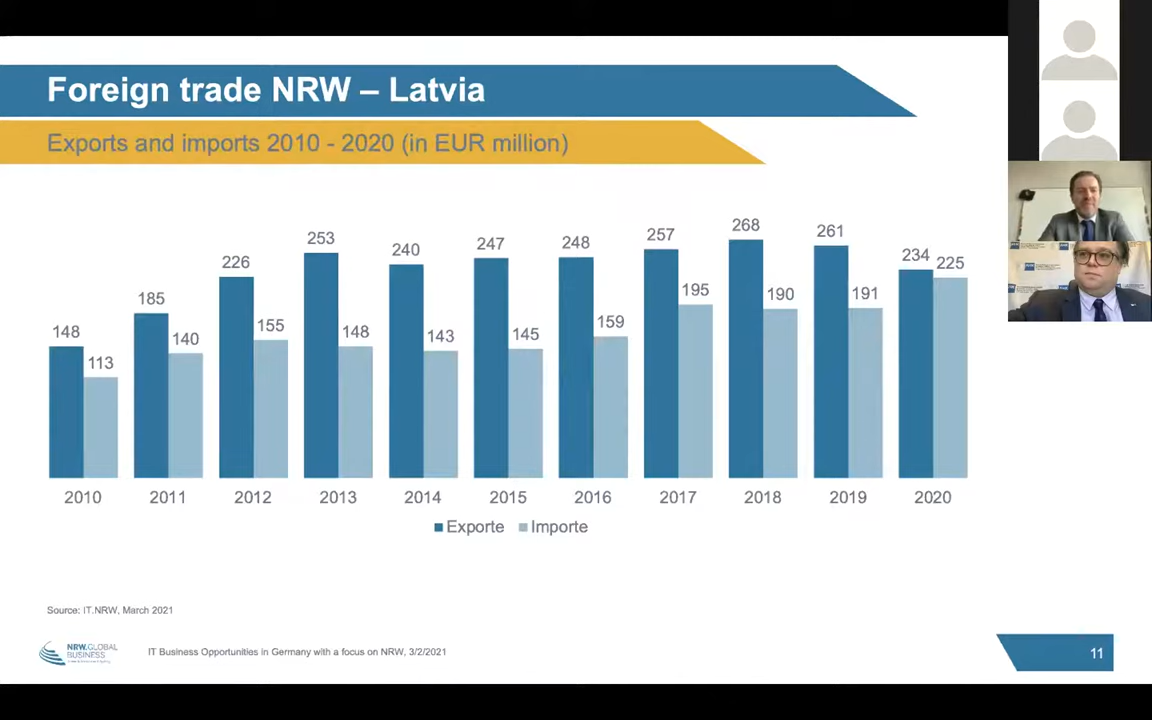 Foreign trade NRW – Latvia
Exports and imports 2010 - 2020 (in EUR million)
148 113 185 140 226 155 253 148 240 143 247 145 248 159 257 195 268 190 261 191 234 225
2010 2011 2012 2013 2014 2015 2016 2017 2018 2019 2020
Exporte Importe
Source: IT.NRW, March 2021
NRW.GLOBAL
BUSINESS
IT Business Opportunities in Germany with a focus on NRW, 3/2/2021
11